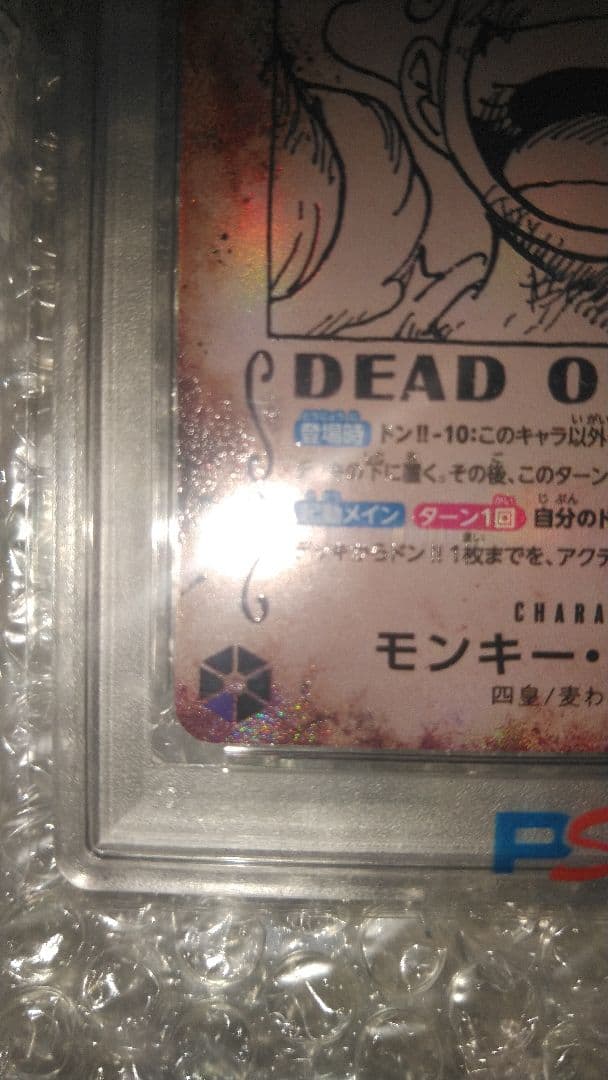 DEAD O
登場時 ドン!!-10:このキャラ以外
の下に置く。その後、このターン
起動メイン ターン1回 自分のド
デッキからドン!!1枚までを、アクテ
CHARA
モンキー・
四皇/麦わ
PS